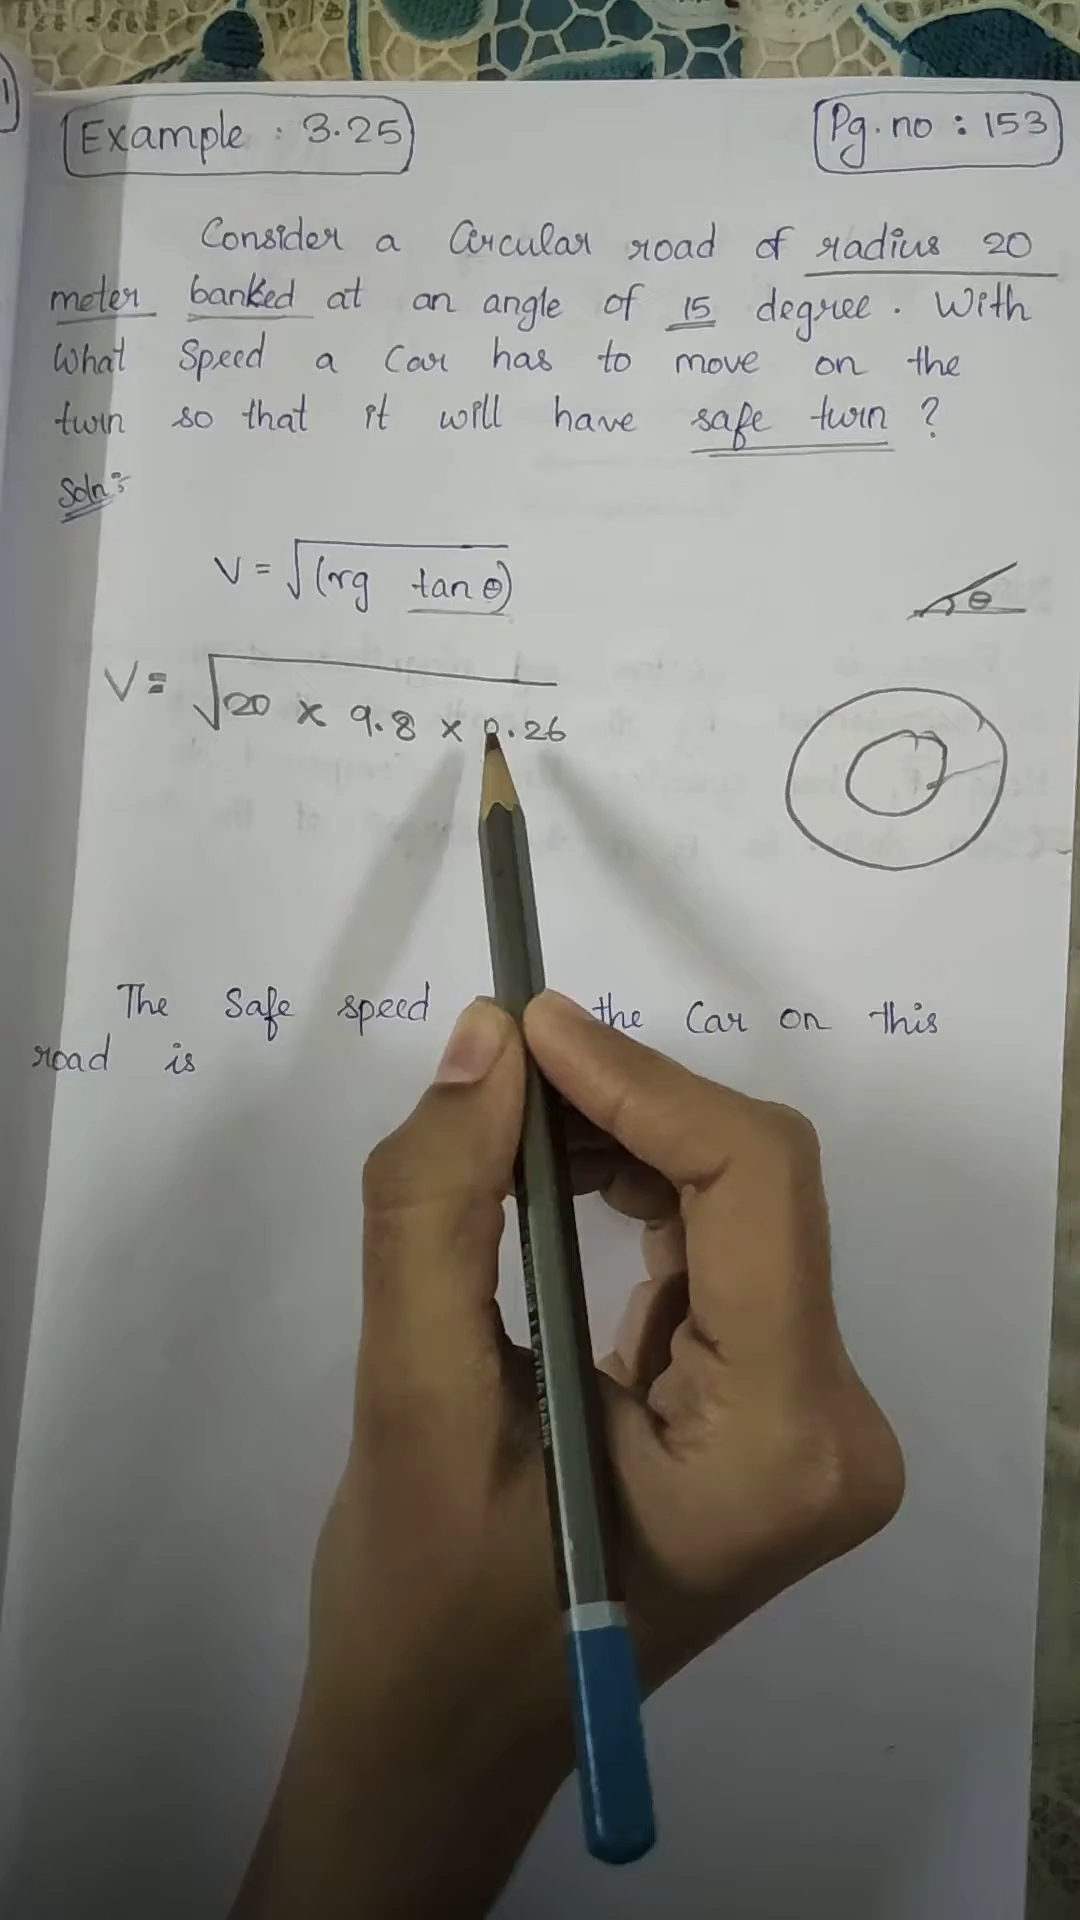 Example : 3.25
Pg.no : 153
Consider a Circular road of radius 20
meter banked at an angle of 15 degree. With
what Speed a Car has to move on the
turn so that it will have safe turn ?
Soln:
V = √(rg tan θ)
θ
V = √20 × 9.8 × 0.26
The Safe speed the Car on this
road is